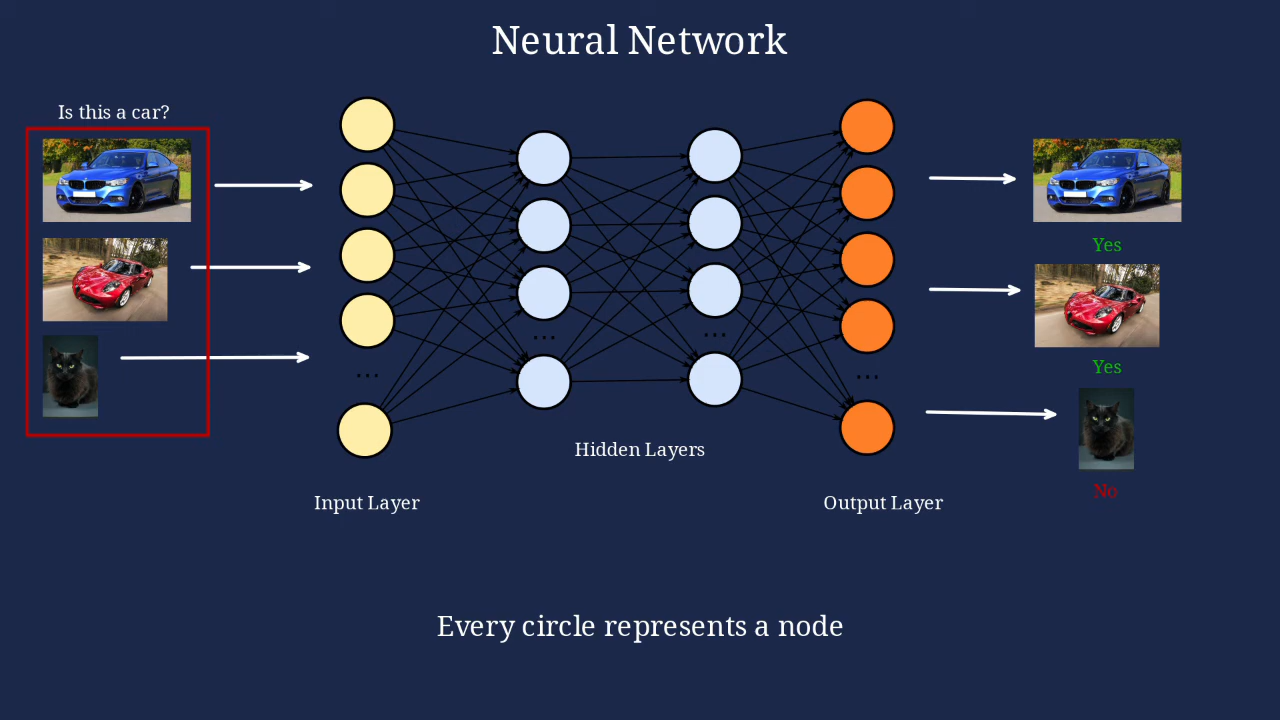 Neural Network
Is this a car?
...
...
...
...
Yes
Yes
No
Hidden Layers
Input Layer
Output Layer
Every circle represents a node